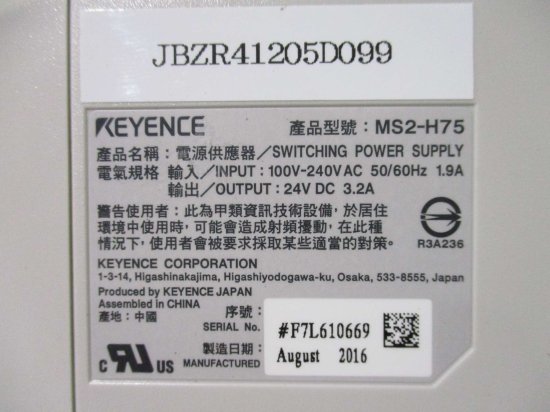 JBZR41205D099
KEYENCE 產品型號：MS2-H75
產品名稱：電源供應器／SWITCHING POWER SUPPLY
電氣規格 輸入／INPUT：100V-240V AC 50/60Hz 1.9A
輸出／OUTPUT：24V DC 3.2A
警告使用者：此為甲類資訊技術設備，於居住
環境中使用時，可能會造成射頻擾動，在此種
情況下，使用者會被要求採取某些適當的對策。
R3A236
KEYENCE CORPORATION
1-3-14, Higashinakajima, Higashiyodogawa-ku, Osaka, 533-8555, Japan
Produced by KEYENCE JAPAN
Assembled in CHINA
產地：中國
序號：
SERIAL No.
#F7L610669
製造日期：
MANUFACTURED
August 2016
C UL US